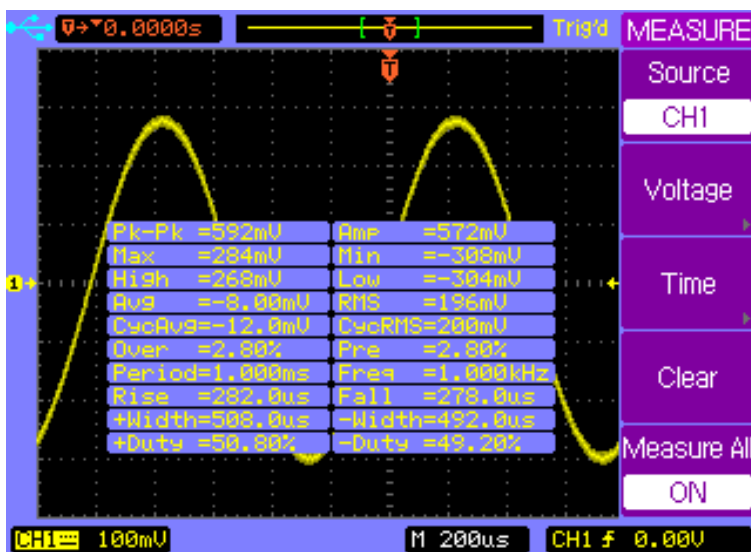 T→▼0.0000s
T
Trig'd
MEASURE
T
Source
CH1
Voltage
Time
Clear
Measure All
ON
Pk-Pk =592mV Amp =572mV
Max =284mV Min =-308mV
High =268mV Low =-304mV
Avg =-8.00mV RMS =196mV
CycAvg=-12.0mV CycRMS=200mV
Over =2.80% Pre =2.80%
Period=1.000ms Freq =1.000kHz
Rise =282.0us Fall =278.0us
+Width=508.0us -Width=492.0us
+Duty =50.80% -Duty =49.20%
1
CH1 100mV M 200us CH1 0.00V